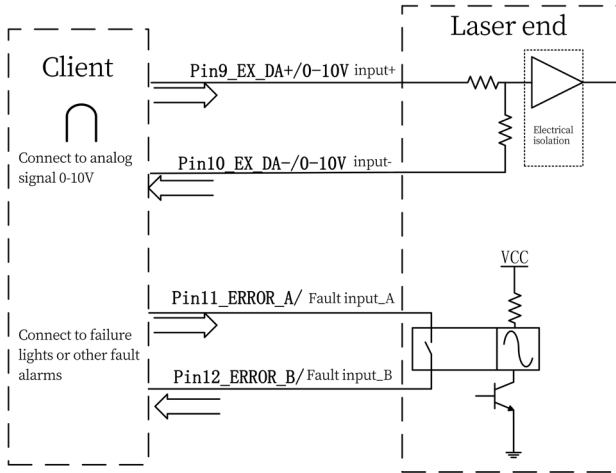 Laser end
Client
Pin9_EX_DA+/0-10V input+
Electrical
isolation
Connect to analog
signal 0-10V
Pin10_EX_DA-/0-10V input-
VCC
Pin11_ERROR_A/ Fault input_A
Connect to failure
lights or other fault
alarms
Pin12_ERROR_B/ Fault input_B